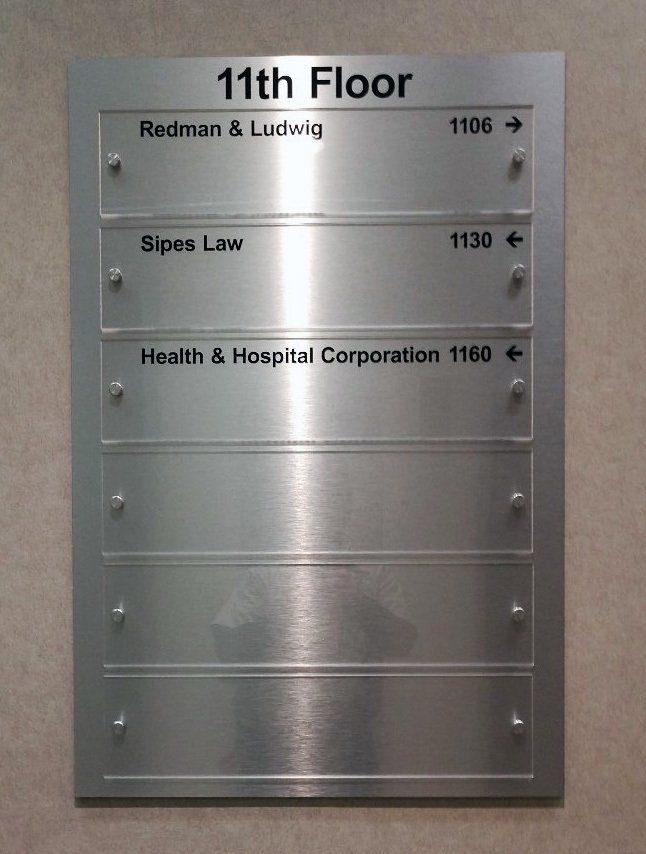 11th Floor
Redman & Ludwig 1106 →
Sipes Law 1130 ←
Health & Hospital Corporation 1160 ←